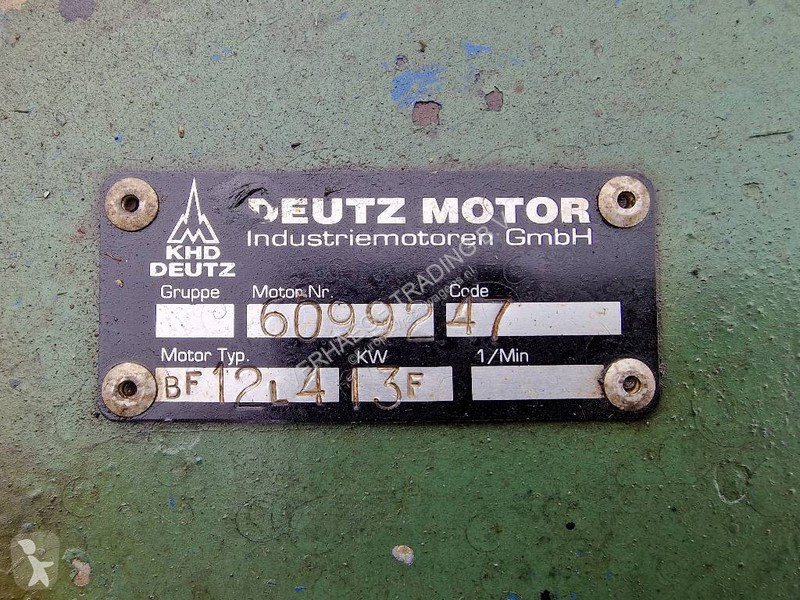 DEUTZ MOTOR
Industriemotoren GmbH
KHD
DEUTZ
Gruppe Motor Nr. Code
6099247
Motor Typ. KW 1/Min
BF12L413F